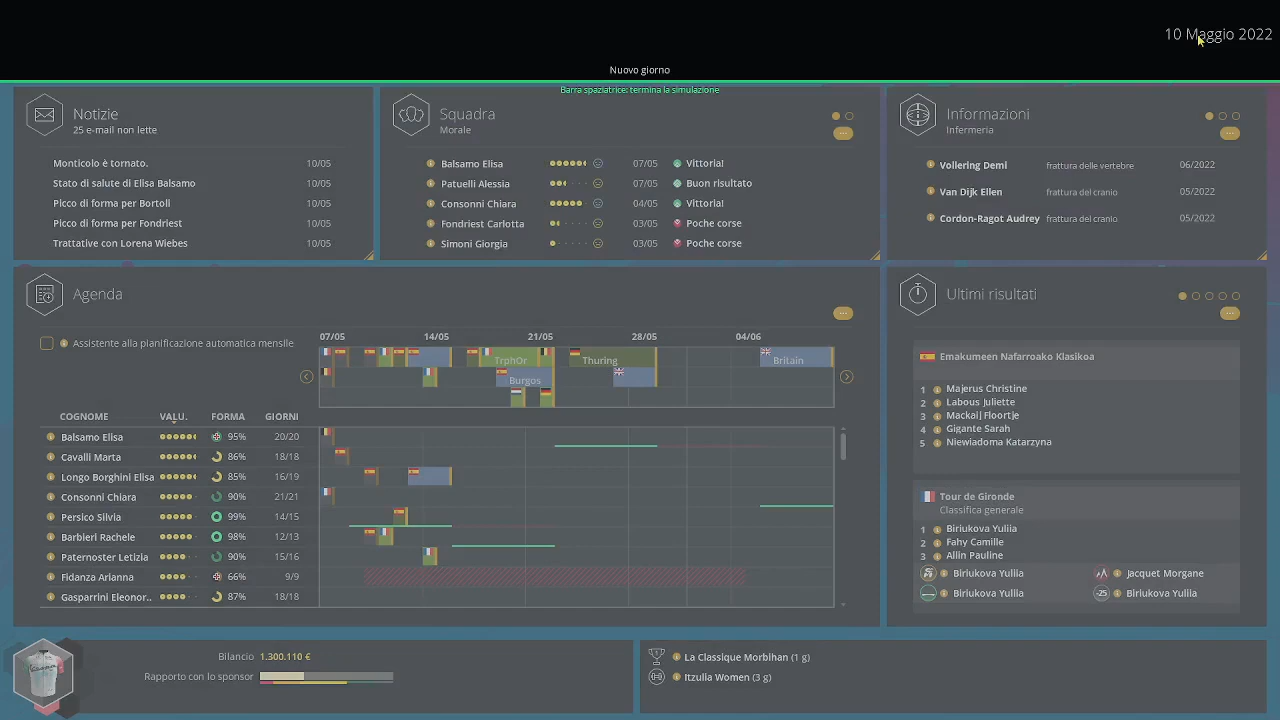 10 Maggio 2022
Nuovo giorno
Barra spaziatrice: termina la simulazione
Notizie
25 e-mail non lette
Monticolo è tornato. 10/05
Stato di salute di Elisa Balsamo 10/05
Picco di forma per Bortoli 10/05
Picco di forma per Fondriest 10/05
Trattative con Lorena Wiebes 10/05
Squadra
Morale
Balsamo Elisa 07/05 Vittoria!
Patuelli Alessia 07/05 Buon risultato
Consonni Chiara 04/05 Vittoria!
Fondriest Carlotta 03/05 Poche corse
Simoni Giorgia 03/05 Poche corse
Informazioni
Infermeria
Vollering Demi frattura delle vertebre 06/2022
Van Dijk Ellen frattura del cranio 05/2022
Cordon-Ragot Audrey frattura del cranio 05/2022
Agenda
Assistente alla planificazione automatica mensile
07/05 14/05 21/05 28/05 04/06
TrphOr Thuring Britain
Burgos
COGNOME VALU. FORMA GIORNI
Balsamo Elisa 95% 20/20
Cavalli Marta 86% 18/18
Longo Borghini Elisa 85% 16/19
Consonni Chiara 90% 21/21
Persico Silvia 99% 14/15
Barbieri Rachele 98% 12/13
Paternoster Letizia 90% 15/16
Fidanza Arianna 66% 9/9
Gasparrini Eleonor.. 87% 18/18
Ultimi risultati
Emakumeen Nafarroako Klasikoa
1 Majerus Christine
2 Labous Juliette
3 Mackaij Floortje
4 Gigante Sarah
5 Niewiadoma Katarzyna
Tour de Gironde
Classifica generale
1 Biriukova Yuliia
2 Fahy Camille
3 Allin Pauline
Biriukova Yuliia Jacquet Morgane
Biriukova Yuliia -25 Biriukova Yuliia
Bilancio 1.300.110 €
Rapporto con lo sponsor
La Classique Morbihan (1 g)
Itzulia Women (3 g)